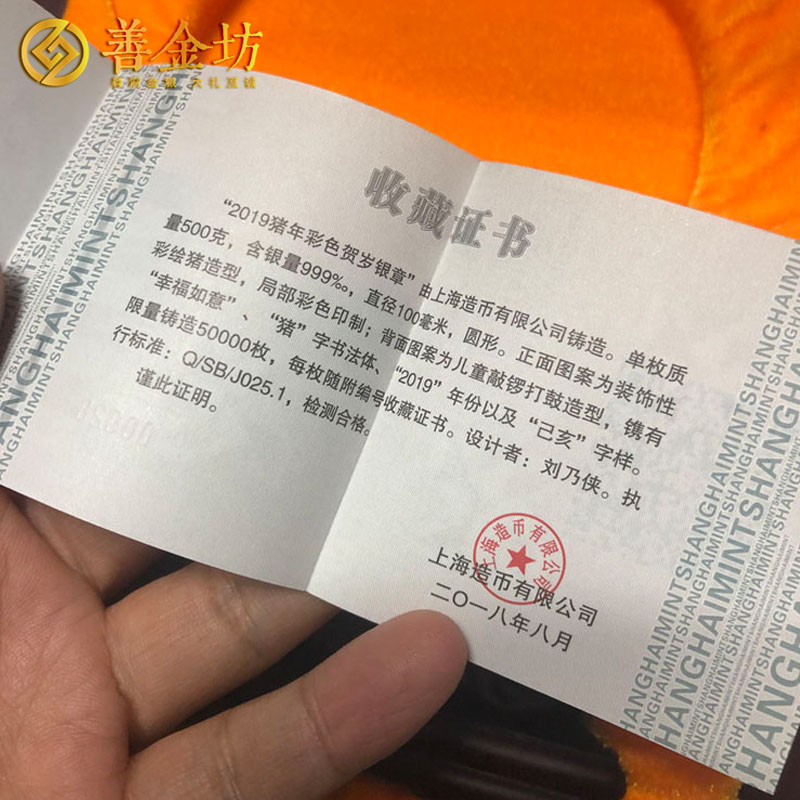 善金坊
大礼至诚
收藏证书
“2019猪年彩色贺岁银章”由上海造币有限公司铸造。单枚质
量500克，含银量999‰，直径100毫米，圆形。正面图案为装饰性
彩绘猪造型，局部彩色印制；背面图案为儿童敲锣打鼓造型，镌有
“幸福如意”、“猪”字书法体、“2019”年份以及“己亥”字样。
限量铸造50000枚，每枚随附编号收藏证书。设计者：刘乃侠。执
行标准：Q/SB/J025.1，检测合格。
谨此证明。
上海造币有限公司
上海造币有限公司
二〇一八年八月
SHANGHAIMINTSHANGHAIMINT
SHANGHAIMINTSHANGHAIMINT